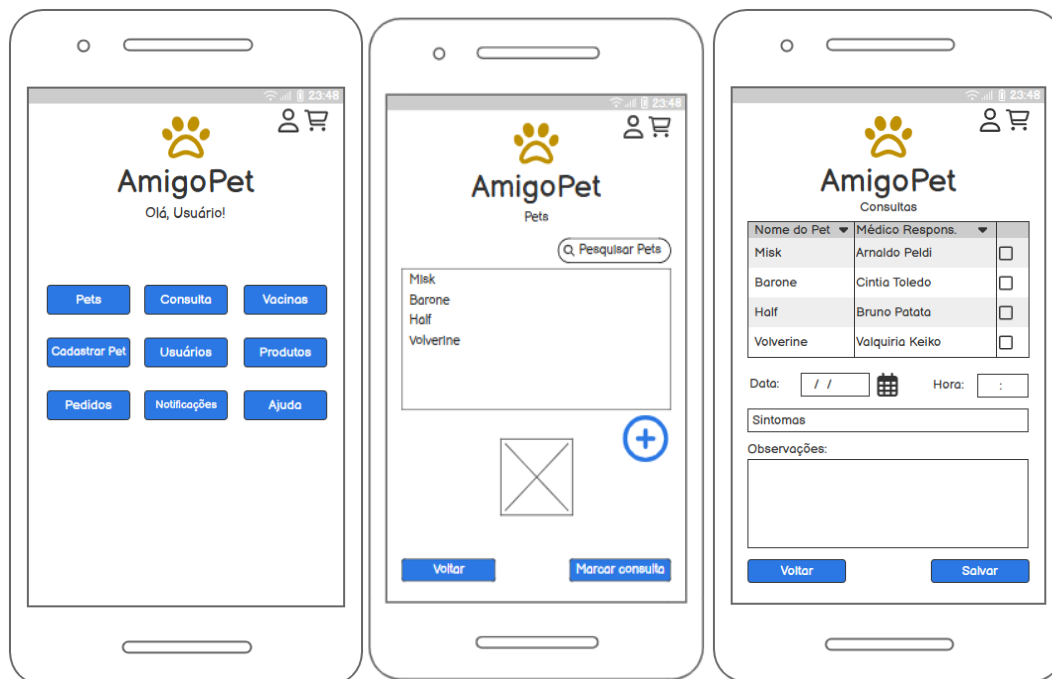 23:48
AmigoPet
Olá, Usuário!
Pets Consulta Vacinas
Cadastrar Pet Usuários Produtos
Pedidos Notificações Ajuda
23:48
AmigoPet
Pets
Pesquisar Pets
Misk
Barone
Half
Volverine
Voltar Marcar consulta
23:48
AmigoPet
Consultas
Nome do Pet Médico Respons.
Misk Arnaldo Peldi
Barone Cintia Toledo
Half Bruno Patata
Volverine Valquiria Keiko
Data: / / Hora: :
Sintomas
Observações:
Voltar Salvar